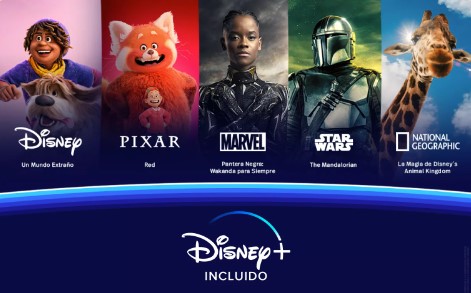 Disney
PIXAR
MARVEL
STAR WARS
NATIONAL GEOGRAPHIC
Un Mundo Extraño
Red
Pantera Negra:
Wakanda para Siempre
The Mandalorian
La Magia de Disney's
Animal Kingdom
Disney+
INCLUIDO